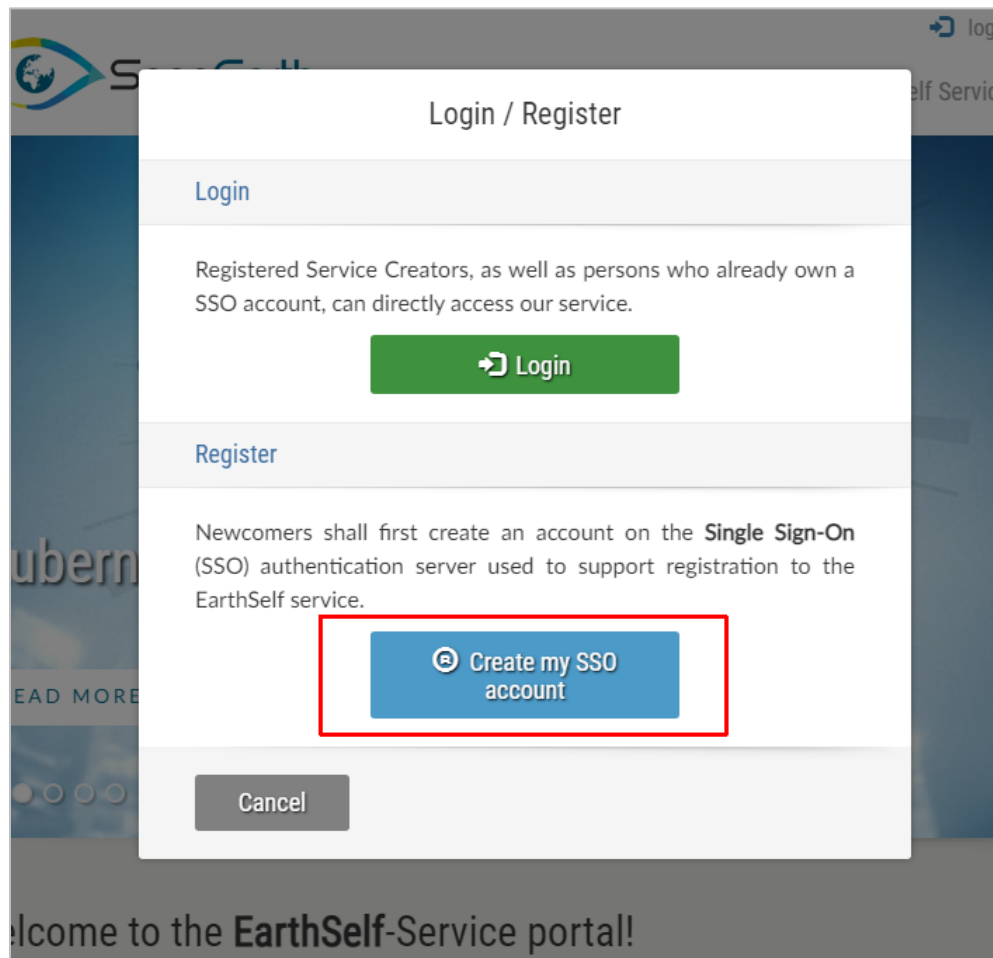 log
elf Servic
Login / Register
Login
Registered Service Creators, as well as persons who already own a
SSO account, can directly access our service.
Login
Register
Newcomers shall first create an account on the Single Sign-On
(SSO) authentication server used to support registration to the
EarthSelf service.
Create my SSO
account
ubern
EAD MORE
Cancel
elcome to the EarthSelf-Service portal!